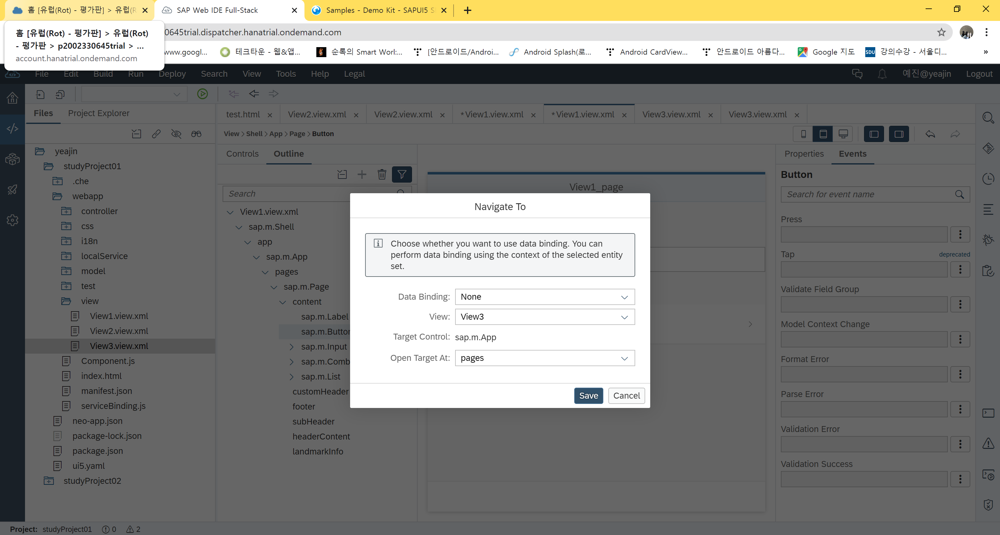 홈 [유럽(Rot) - 평가판] > 유럽(R
SAP Web IDE Full-Stack
Samples - Demo Kit - SAPUI5 S
홈 [유럽(Rot) - 평가판] > 유럽(Rot)
- 평가판 > p2002330645trial > ...
account.hanatrial.ondemand.com
0645trial.dispatcher.hanatrial.ondemand.com
www.googl...
테크타운 - 웹&앱...
순록의 Smart Worl:...
[안드로이드/Androi...
Android Splash(로...
Android CardView...
안드로이드 아름다...
Google 지도
SDU
강의수강 - 서울디...
»
File
Edit
Build
Run
Deploy
Search
View
Tools
Help
Legal
예진@yeajin
Logout
Files
Project Explorer
yeajin
studyProject01
.che
webapp
controller
css
i18n
localService
model
test
view
View1.view.xml
View2.view.xml
View3.view.xml
Component.js
index.html
manifest.json
serviceBinding.js
neo-app.json
package-lock.json
package.json
ui5.yaml
studyProject02
test.html
View2.view.xml
View2.view.xml
*View1.view.xml
*View1.view.xml
View3.view.xml
View3.view.xml
View > Shell > App > Page > Button
Controls
Outline
Search
View1.view.xml
sap.m.Shell
app
sap.m.App
pages
sap.m.Page
content
sap.m.Label
sap.m.Button
sap.m.Input
sap.m.Comb
sap.m.List
customHeader
footer
subHeader
headerContent
landmarkInfo
View1_page
Navigate To
Choose whether you want to use data binding. You can
perform data binding using the context of the selected entity
set.
Data Binding: None
View: View3
Target Control: sap.m.App
Open Target At: pages
Save
Cancel
Properties
Events
Button
Search for event name
Press
Tap
deprecated
Validate Field Group
Model Context Change
Format Error
Parse Error
Validation Error
Validation Success
Project: studyProject01
0
2